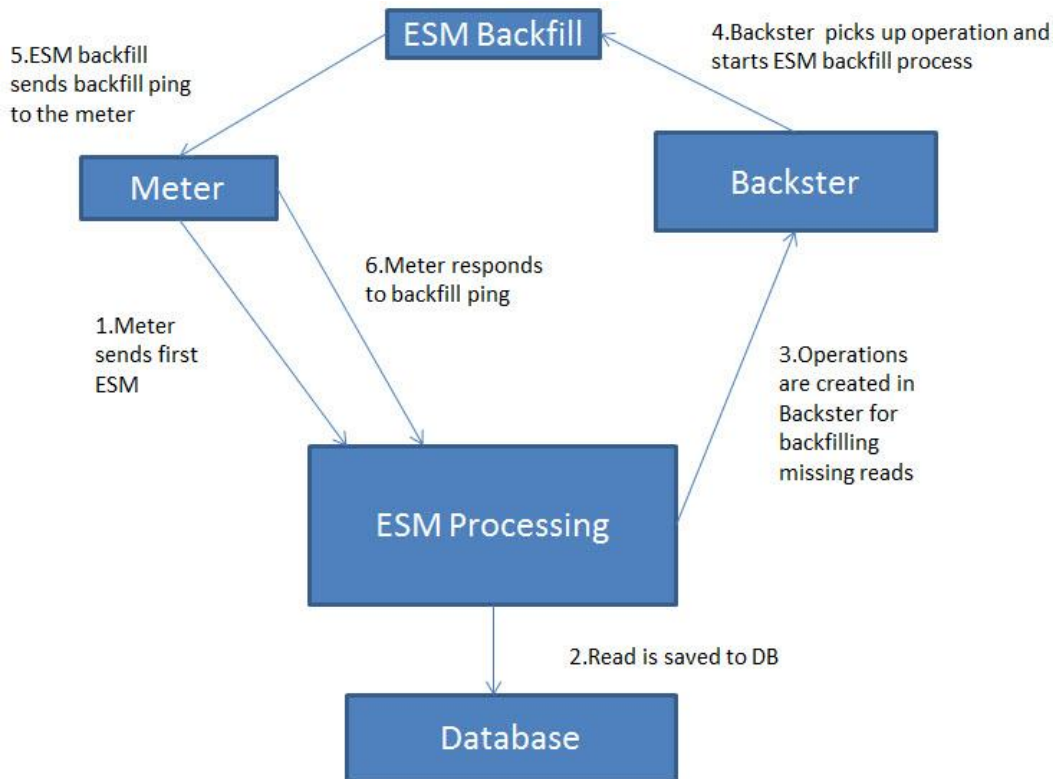 ESM Backfill
4.Backster  picks up operation and
starts ESM backfill process
5.ESM backfill
sends backfill ping
to the meter
Meter
Backster
6.Meter responds
to backfill ping
1.Meter
sends first
ESM
3.Operations
are created in
Backster for
backfilling
missing reads
ESM Processing
2.Read is saved to DB
Database